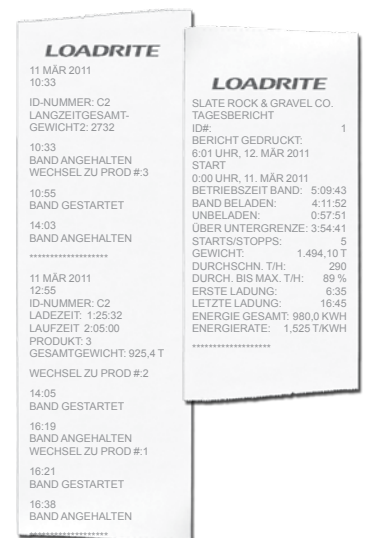 LOADRITE
11 MÄR 2011
10:33
ID-NUMMER: C2
LANGZEITGESAMT-
GEWICHT2: 2732
10:33
BAND ANGEHALTEN
WECHSEL ZU PROD #:3
10:55
BAND GESTARTET
14:03
BAND ANGEHALTEN
*******************
11 MÄR 2011
12:55
ID-NUMMER: C2
LADEZEIT: 1:25:32
LAUFZEIT 2:05:00
PRODUKT: 3
GESAMTGEWICHT: 925,4 T
WECHSEL ZU PROD #:2
14:05
BAND GESTARTET
16:19
BAND ANGEHALTEN
WECHSEL ZU PROD #:1
16:21
BAND GESTARTET
16:38
BAND ANGEHALTEN
*******************
LOADRITE
SLATE ROCK & GRAVEL CO.
TAGESBERICHT
ID#: 1
BERICHT GEDRUCKT:
6:01 UHR, 12. MÄR 2011
START
0:00 UHR, 11. MÄR 2011
BETRIEBSZEIT BAND: 5:09:43
BAND BELADEN: 4:11:52
UNBELADEN: 0:57:51
ÜBER UNTERGRENZE: 3:54:41
STARTS/STOPPS: 5
GEWICHT: 1.494,10 T
DURCHSCHN. T/H: 290
DURCH. BIS MAX. T/H: 89 %
ERSTE LADUNG: 6:35
LETZTE LADUNG: 16:45
ENERGIE GESAMT: 980,0 KWH
ENERGIERATE: 1,525 T/KWH
*******************